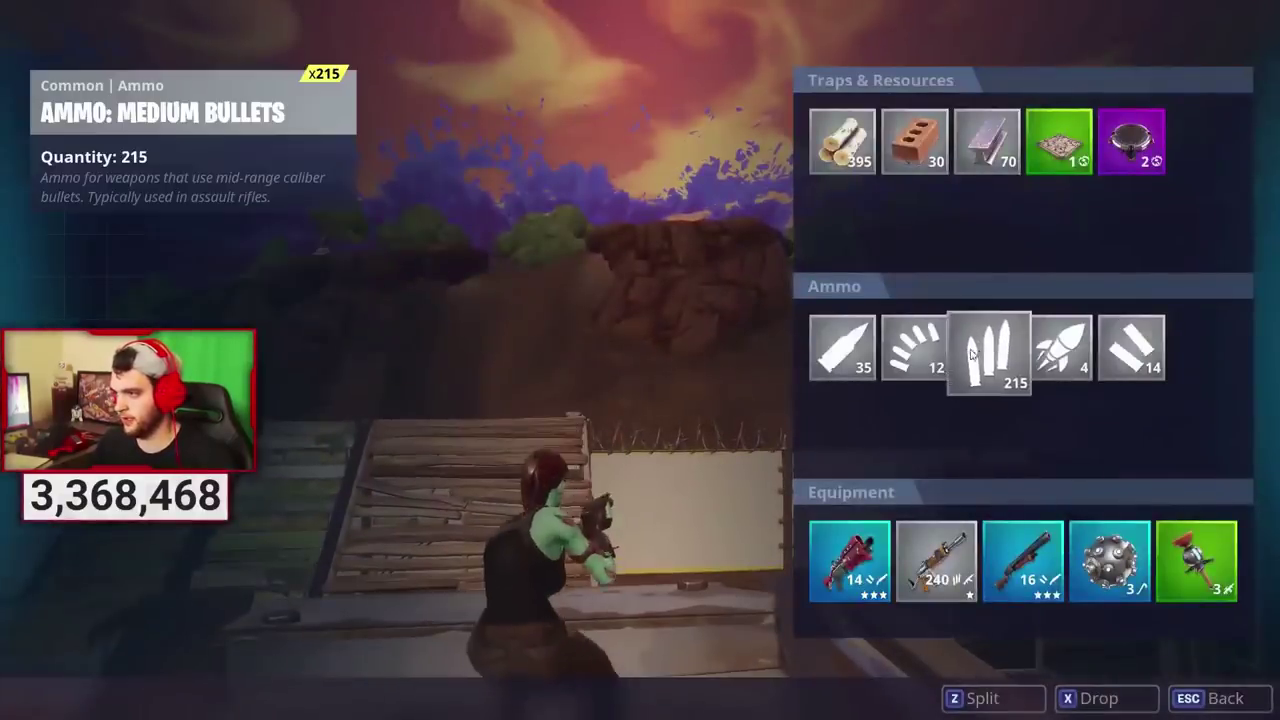 x215
Common | Ammo
AMMO: MEDIUM BULLETS
Quantity: 215
Ammo for weapons that use mid-range caliber
bullets. Typically used in assault rifles.
3,368,468
Traps & Resources
395 30 70 1 2
Ammo
35 12 215 4 14
Equipment
14 240 16 3 3
Z Split X Drop ESC Back